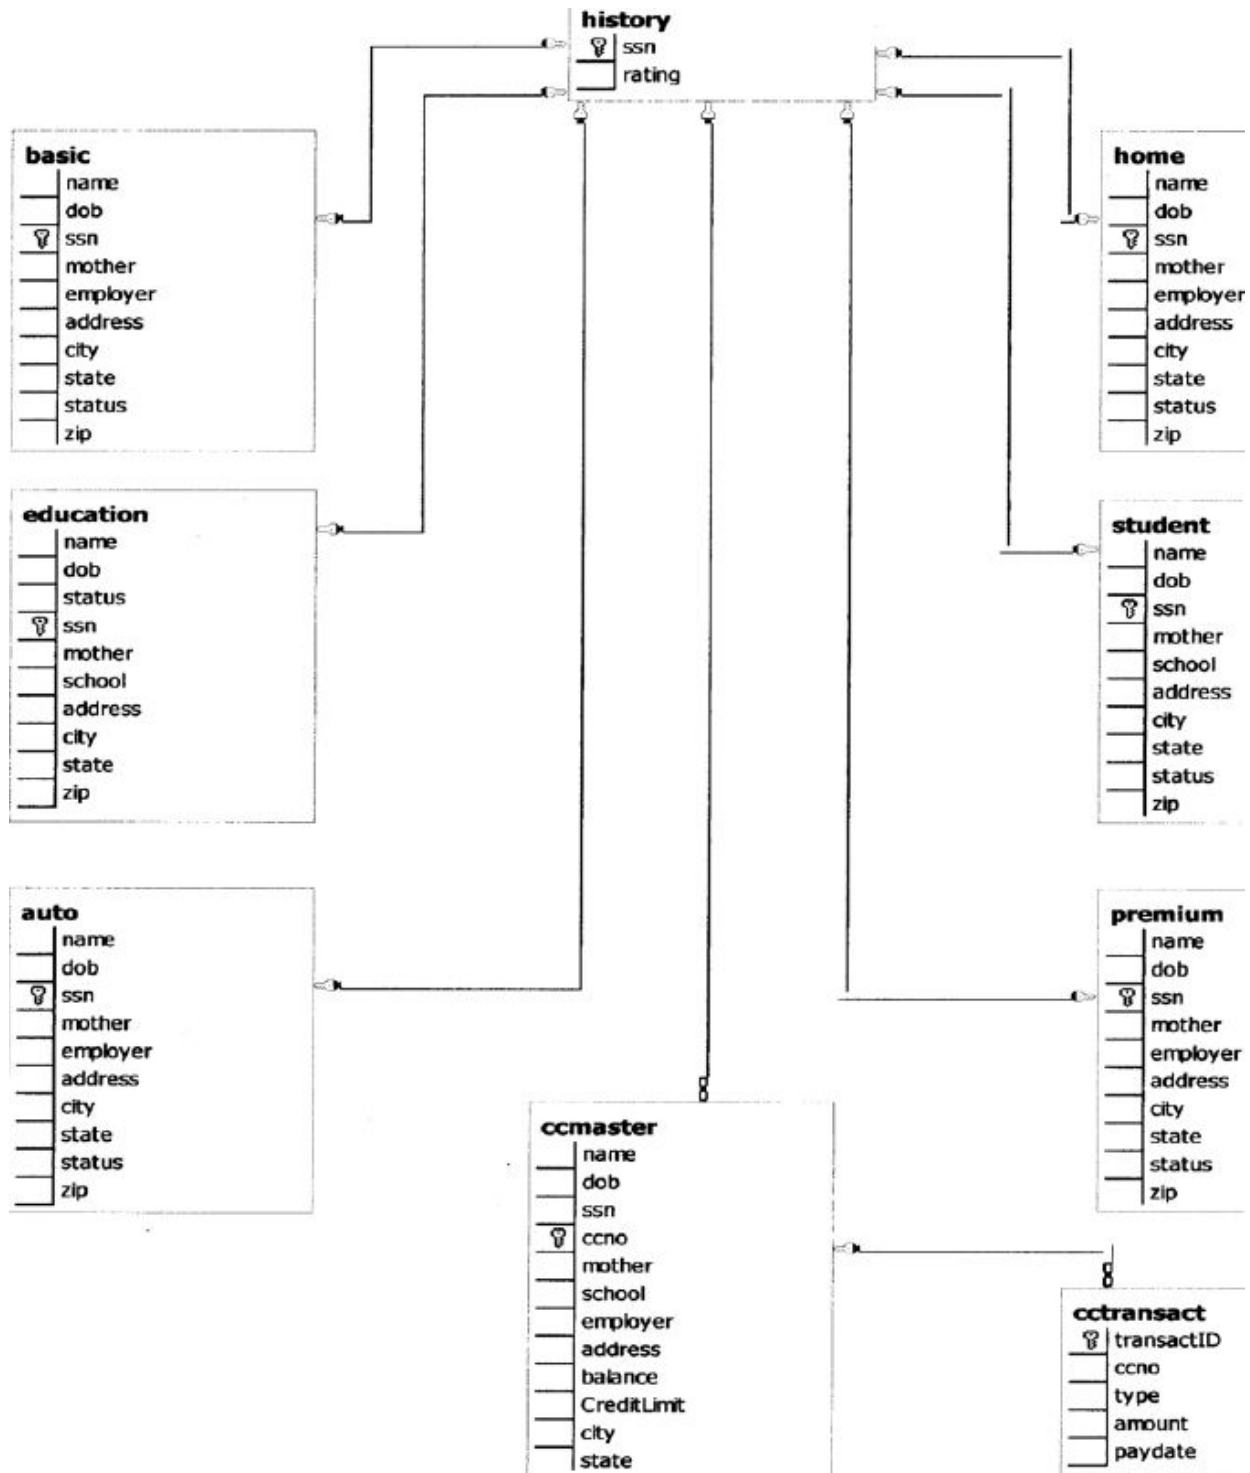 history
ssn
rating
basic
name
dob
ssn
mother
employer
address
city
state
status
zip
home
name
dob
ssn
mother
employer
address
city
state
status
zip
education
name
dob
status
ssn
mother
school
address
city
state
zip
student
name
dob
ssn
mother
school
address
city
state
status
zip
auto
name
dob
ssn
mother
employer
address
city
state
status
zip
premium
name
dob
ssn
mother
employer
address
city
state
status
zip
ccmaster
name
dob
ssn
ccno
mother
school
employer
address
balance
CreditLimit
city
state
cctransact
transactID
ccno
type
amount
paydate